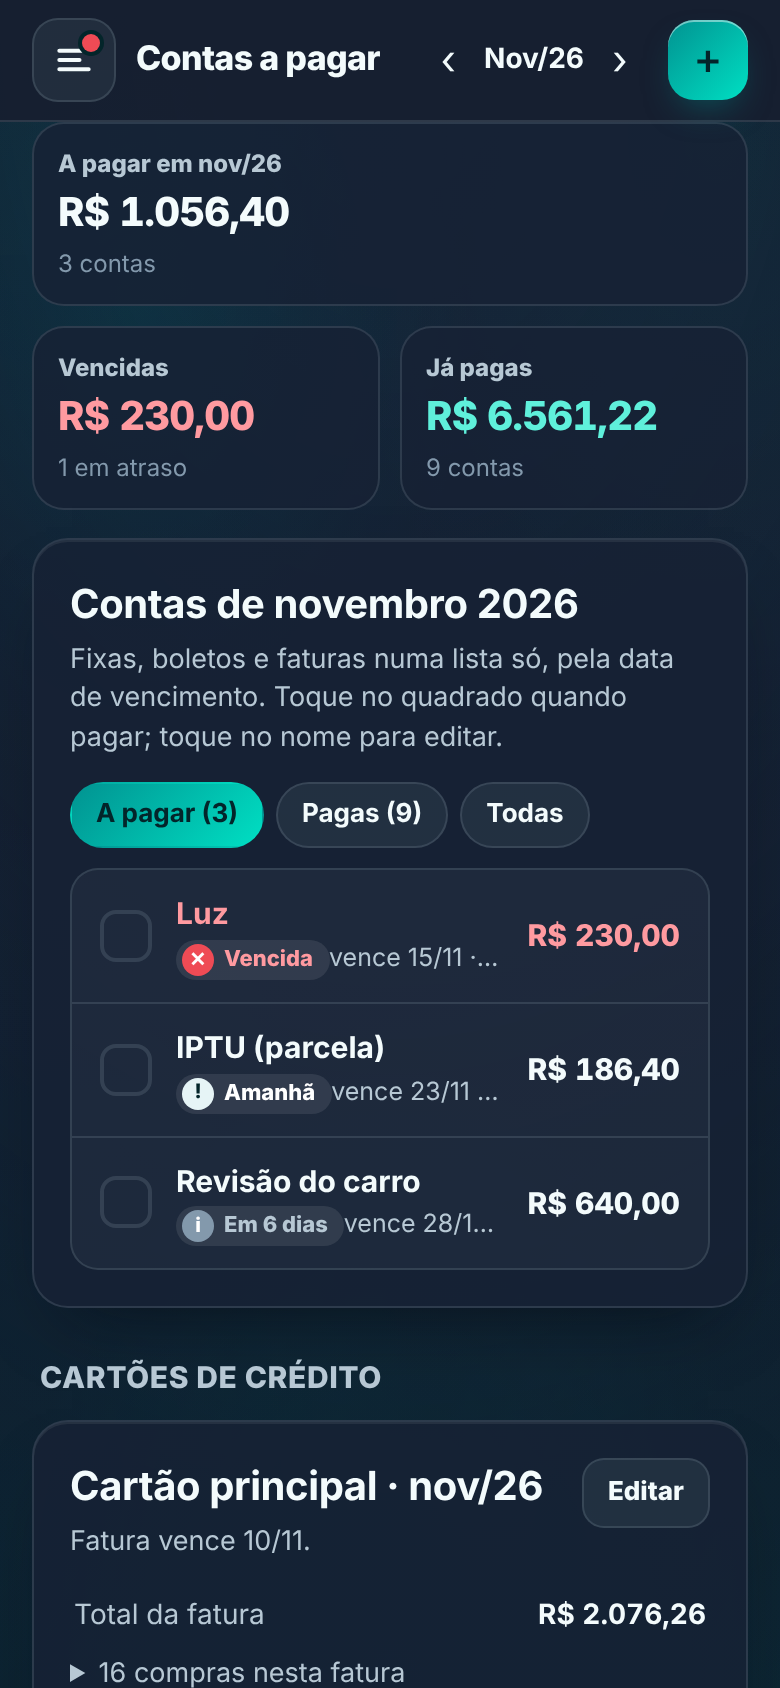 Contas a pagar
‹ Nov/26 ›
+
A pagar em nov/26
R$ 1.056,40
3 contas
Vencidas
R$ 230,00
1 em atraso
Já pagas
R$ 6.561,22
9 contas
Contas de novembro 2026
Fixas, boletos e faturas numa lista só, pela data
de vencimento. Toque no quadrado quando
pagar; toque no nome para editar.
A pagar (3)
Pagas (9)
Todas
Luz
Vencida vence 15/11 ·...
R$ 230,00
IPTU (parcela)
! Amanhã vence 23/11 ...
R$ 186,40
Revisão do carro
i Em 6 dias vence 28/1...
R$ 640,00
CARTÕES DE CRÉDITO
Cartão principal · nov/26
Editar
Fatura vence 10/11.
Total da fatura
R$ 2.076,26
16 compras nesta fatura